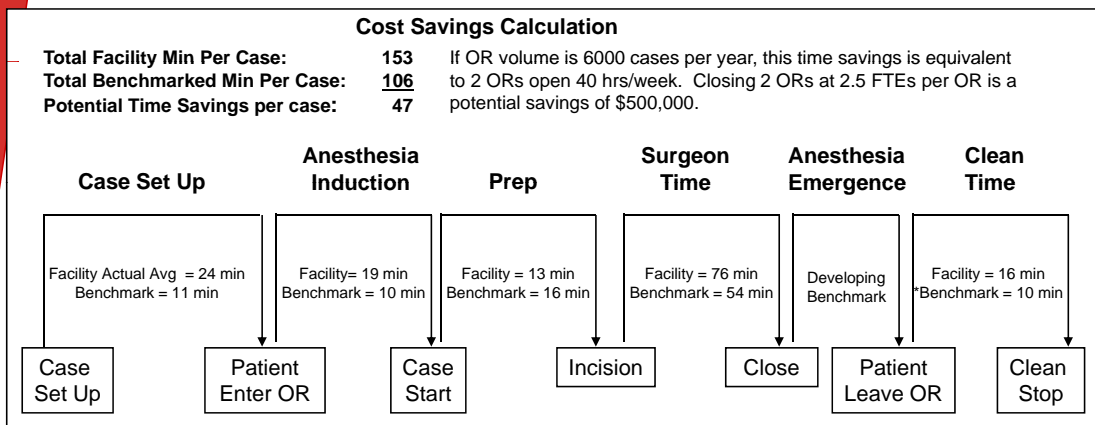 Cost Savings Calculation
Total Facility Min Per Case: 153
Total Benchmarked Min Per Case: 106
Potential Time Savings per case: 47
If OR volume is 6000 cases per year, this time savings is equivalent
to 2 ORs open 40 hrs/week. Closing 2 ORs at 2.5 FTEs per OR is a
potential savings of $500,000.
Case Set Up
Anesthesia
Induction
Prep
Surgeon
Time
Anesthesia
Emergence
Clean
Time
Facility Actual Avg = 24 min
Benchmark = 11 min
Facility= 19 min
Benchmark = 10 min
Facility = 13 min
Benchmark = 16 min
Facility = 76 min
Benchmark = 54 min
Developing
Benchmark
Facility = 16 min
*Benchmark = 10 min
Case
Set Up
Patient
Enter OR
Case
Start
Incision
Close
Patient
Leave OR
Clean
Stop